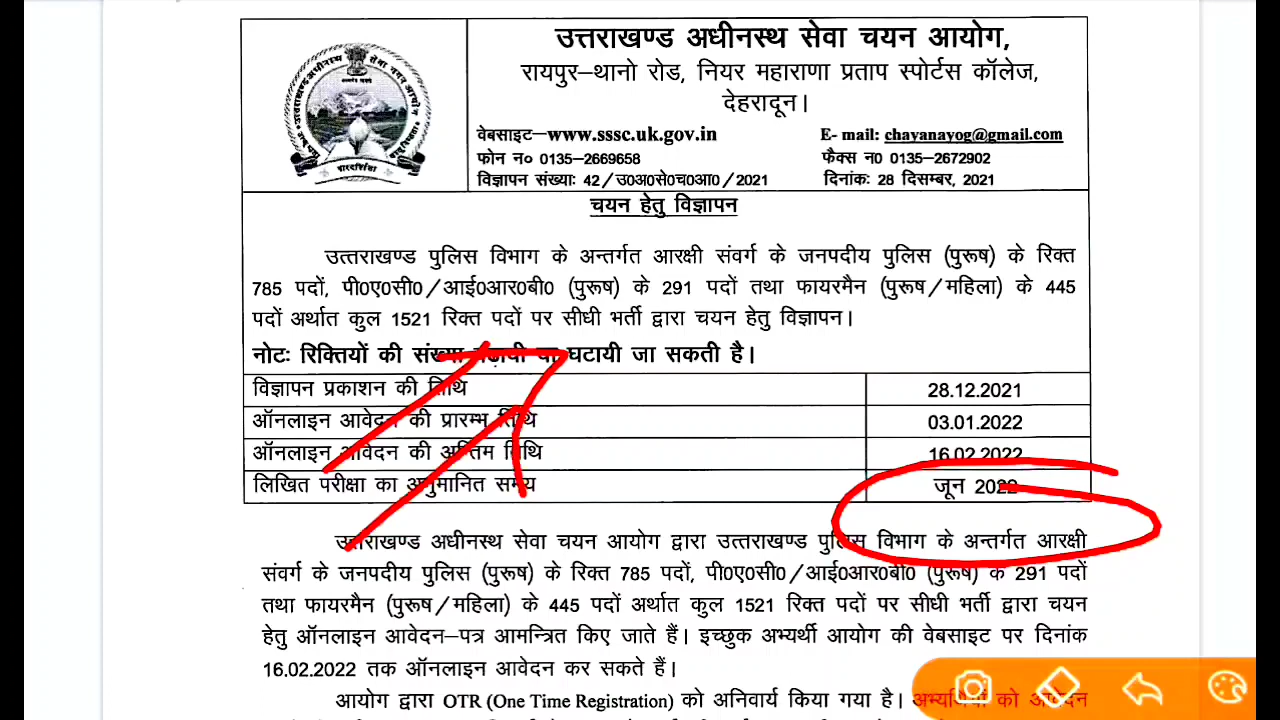 उत्तराखण्ड अधीनस्थ सेवा चयन आयोग,
रायपुर–थानो रोड, नियर महाराणा प्रताप स्पोर्टस कॉलेज,
देहरादून।
वेबसाइट–www.sssc.uk.gov.in E- mail: chayanayog@gmail.com
फोन न० 0135-2669658 फैक्स न0 0135-2672902
विज्ञापन संख्याः 42/उ०अ०से०च०आ०/2021 दिनांकः 28 दिसम्बर, 2021
चयन हेतु विज्ञापन
उत्तराखण्ड पुलिस विभाग के अन्तर्गत आरक्षी संवर्ग के जनपदीय पुलिस (पुरूष) के रिक्त
785 पदों, पी0ए0सी0/आई0आर0बी0 (पुरूष) के 291 पदों तथा फायरमैन (पुरूष/महिला) के 445
पदों अर्थात कुल 1521 रिक्त पदों पर सीधी भर्ती द्वारा चयन हेतु विज्ञापन।
नोटः रिक्तियों की संख्या बढ़ायी या घटायी जा सकती है।
विज्ञापन प्रकाशन की तिथि 28.12.2021
ऑनलाइन आवेदन की प्रारम्भ तिथि 03.01.2022
ऑनलाइन आवेदन की अन्तिम तिथि 16.02.2022
लिखित परीक्षा का अनुमानित समय जून 2022
उत्तराखण्ड अधीनस्थ सेवा चयन आयोग द्वारा उत्तराखण्ड पुलिस विभाग के अन्तर्गत आरक्षी
संवर्ग के जनपदीय पुलिस (पुरूष) के रिक्त 785 पदों, पी0ए0सी0/आई0आर0बी0 (पुरूष) के 291 पदों
तथा फायरमैन (पुरूष/महिला) के 445 पदों अर्थात कुल 1521 रिक्त पदों पर सीधी भर्ती द्वारा चयन
हेतु ऑनलाइन आवेदन–पत्र आमन्त्रित किए जाते हैं। इच्छुक अभ्यर्थी आयोग की वेबसाइट पर दिनांक
16.02.2022 तक ऑनलाइन आवेदन कर सकते हैं।
आयोग द्वारा OTR (One Time Registration) को अनिवार्य किया गया है। अभ्यर्थियों को आवेदन